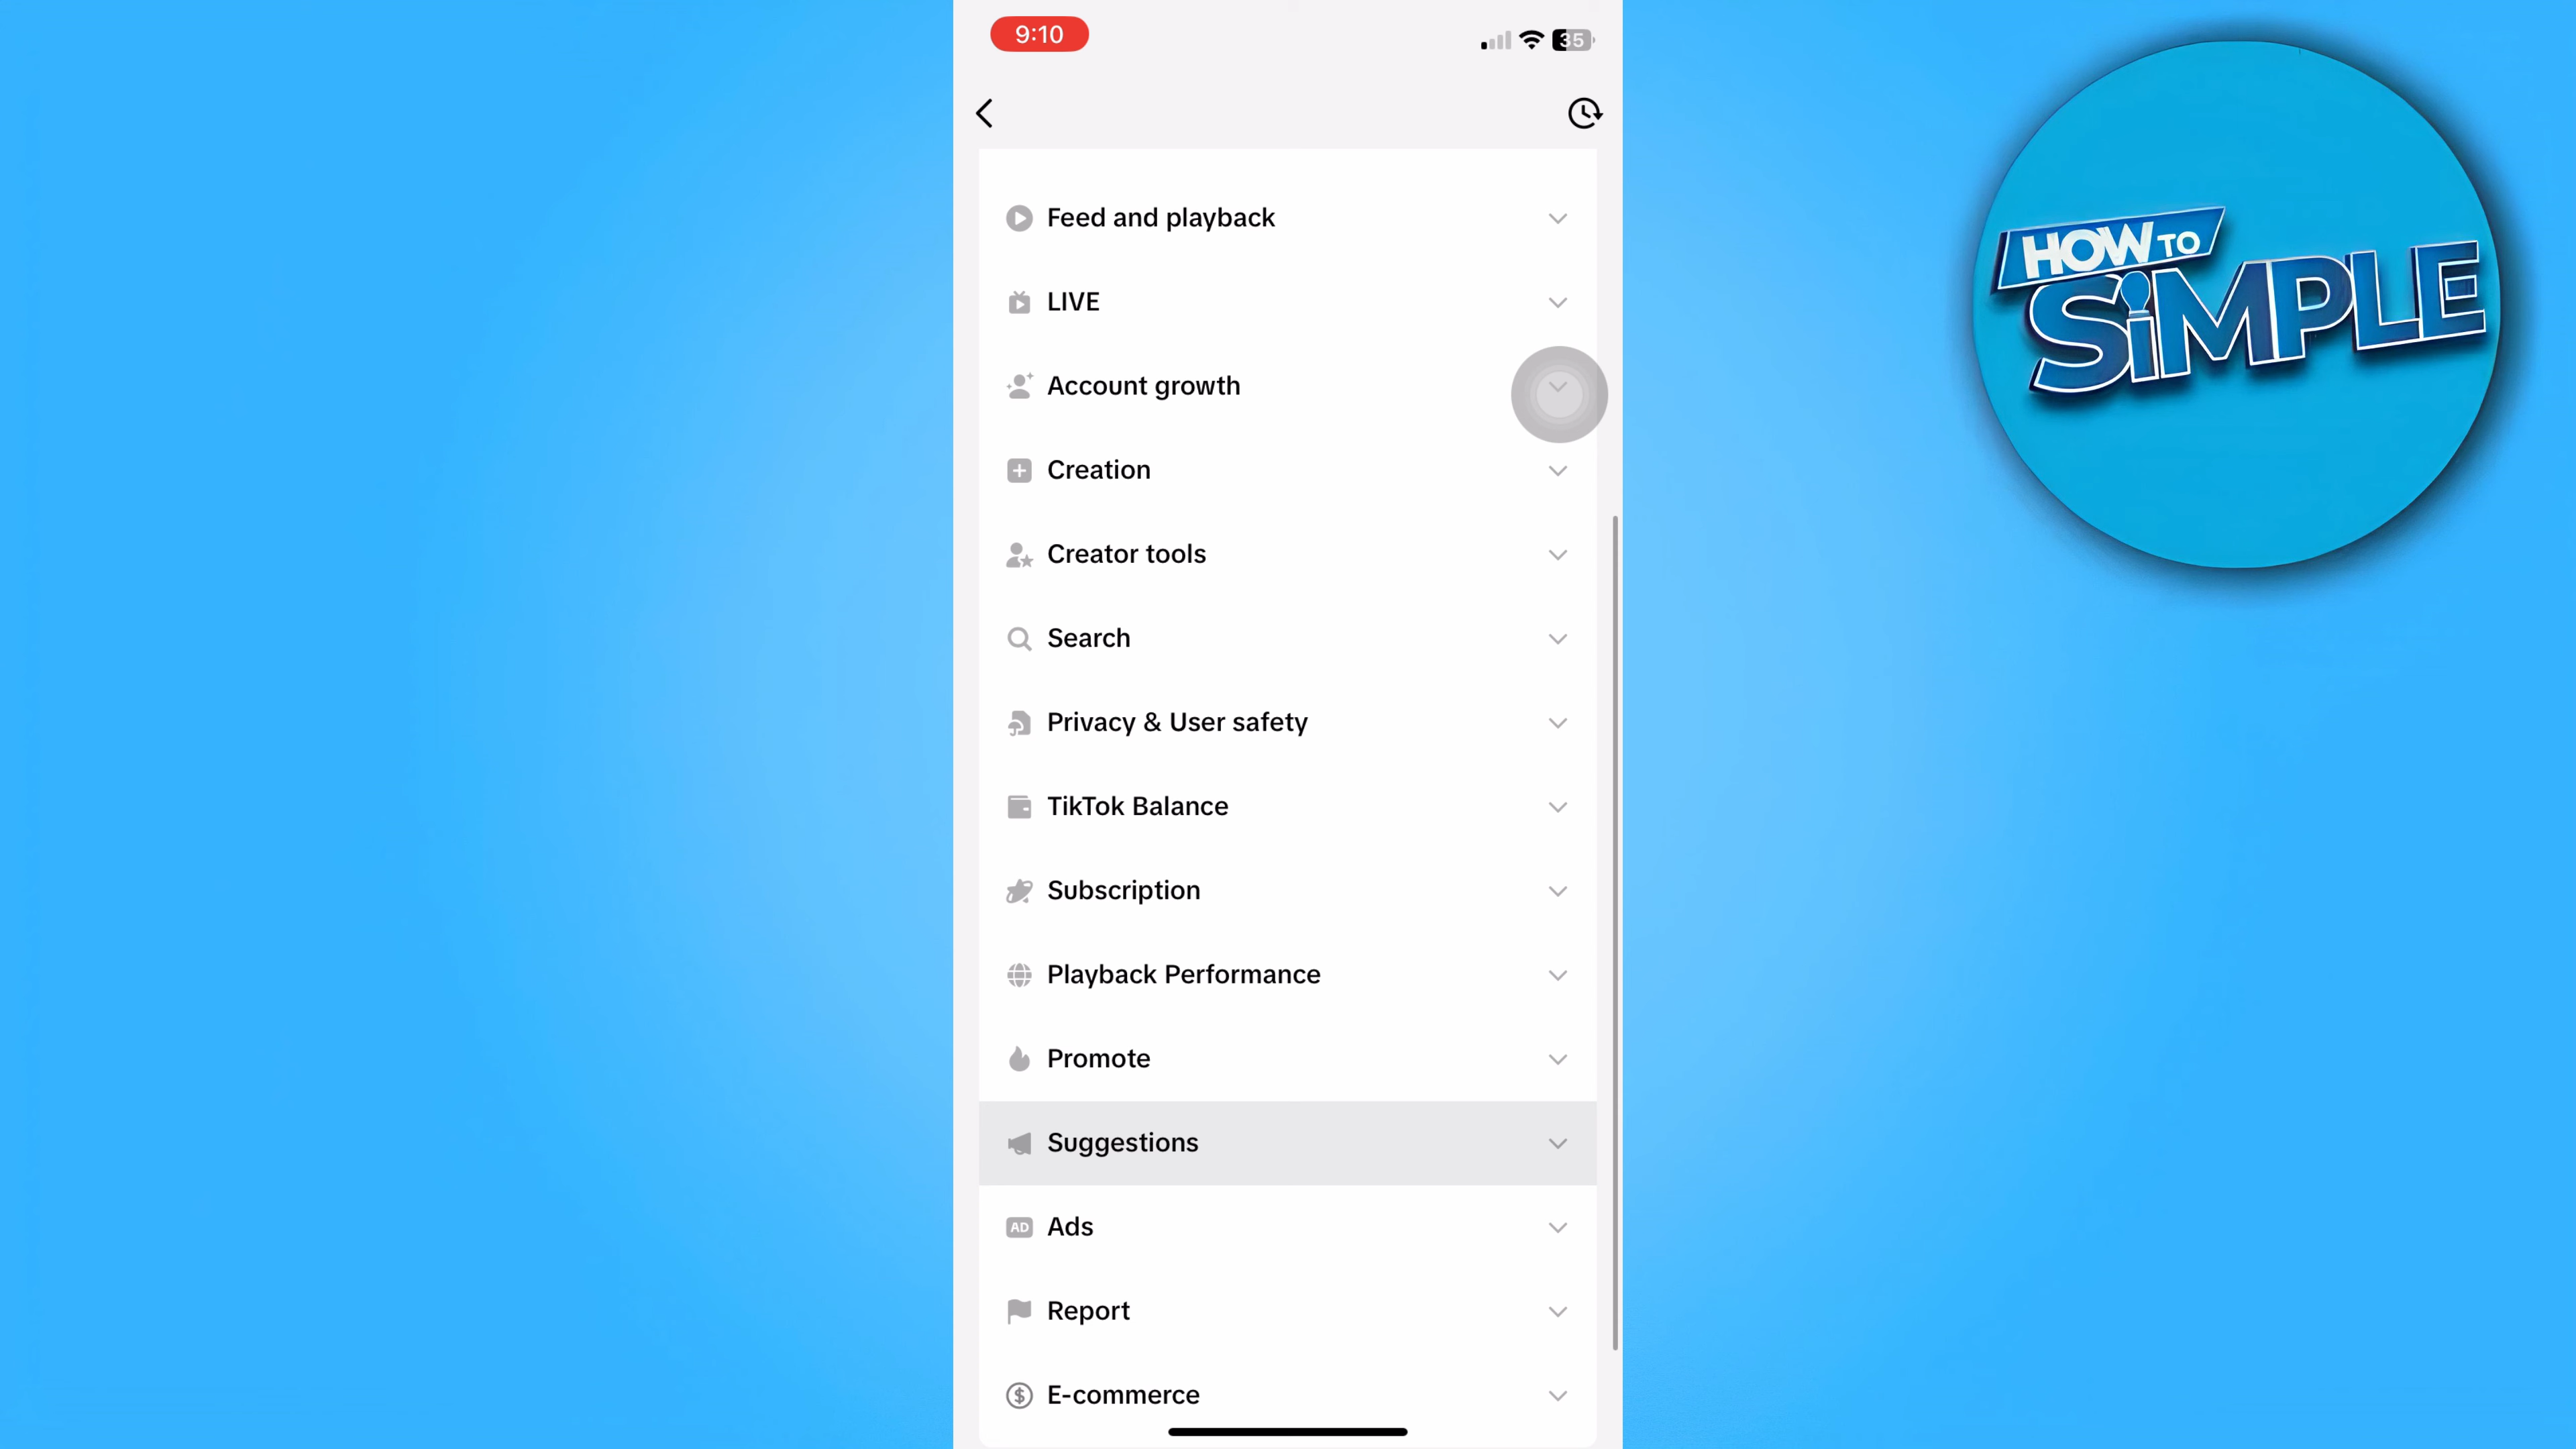 9:10
35
Feed and playback
LIVE
Account growth
Creation
Creator tools
Search
Privacy & User safety
TikTok Balance
Subscription
Playback Performance
Promote
Suggestions
AD Ads
Report
$ E-commerce
HOW TO
SiMPLE